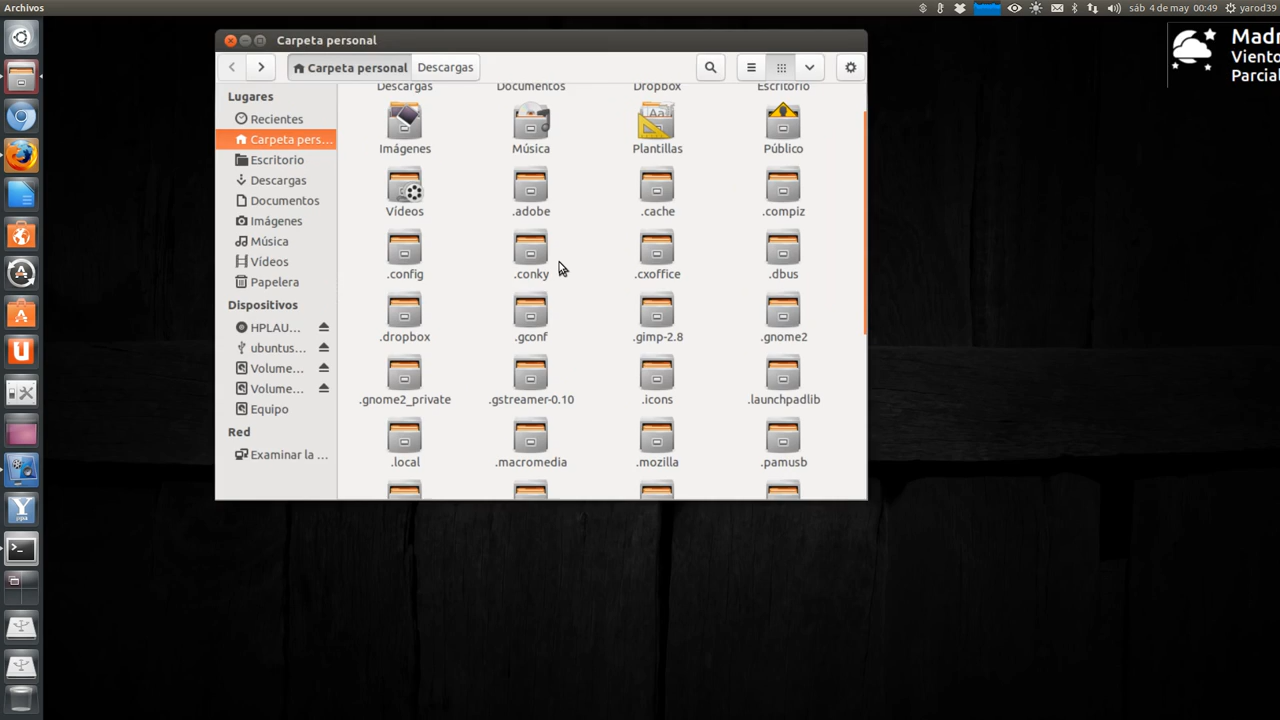 Archivos
sáb 4 de may 00:49
yarod39
Carpeta personal
Carpeta personal
Descargas
Madr
Viento
Parcial
Lugares
Recientes
Carpeta pers...
Escritorio
Descargas
Documentos
Imágenes
Música
Vídeos
Papelera
Dispositivos
HPLAU...
ubuntus...
Volume...
Volume...
Equipo
Red
Examinar la ...
Descargas
Documentos
Dropbox
Escritorio
Imágenes
Música
Plantillas
Público
Vídeos
.adobe
.cache
.compiz
.config
.conky
.cxoffice
.dbus
.dropbox
.gconf
.gimp-2.8
.gnome2
.gnome2_private
.gstreamer-0.10
.icons
.launchpadlib
.local
.macromedia
.mozilla
.pamusb
Y
ppa